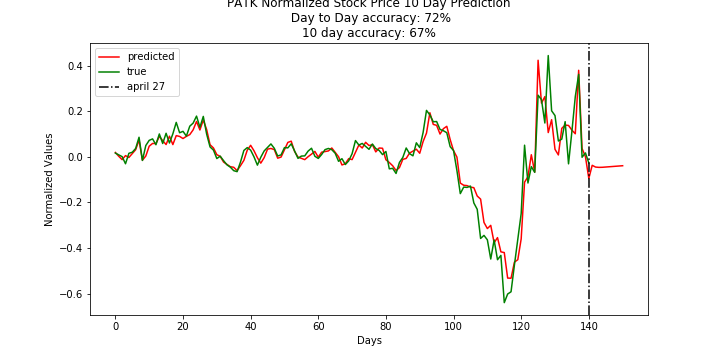 PATK Normalized Stock Price 10 Day Prediction
Day to Day accuracy: 72%
10 day accuracy: 67%
predicted
true
april 27
Normalized Values
0.4
0.2
0.0
−0.2
−0.4
−0.6
0
20
40
60
80
100
120
140
Days